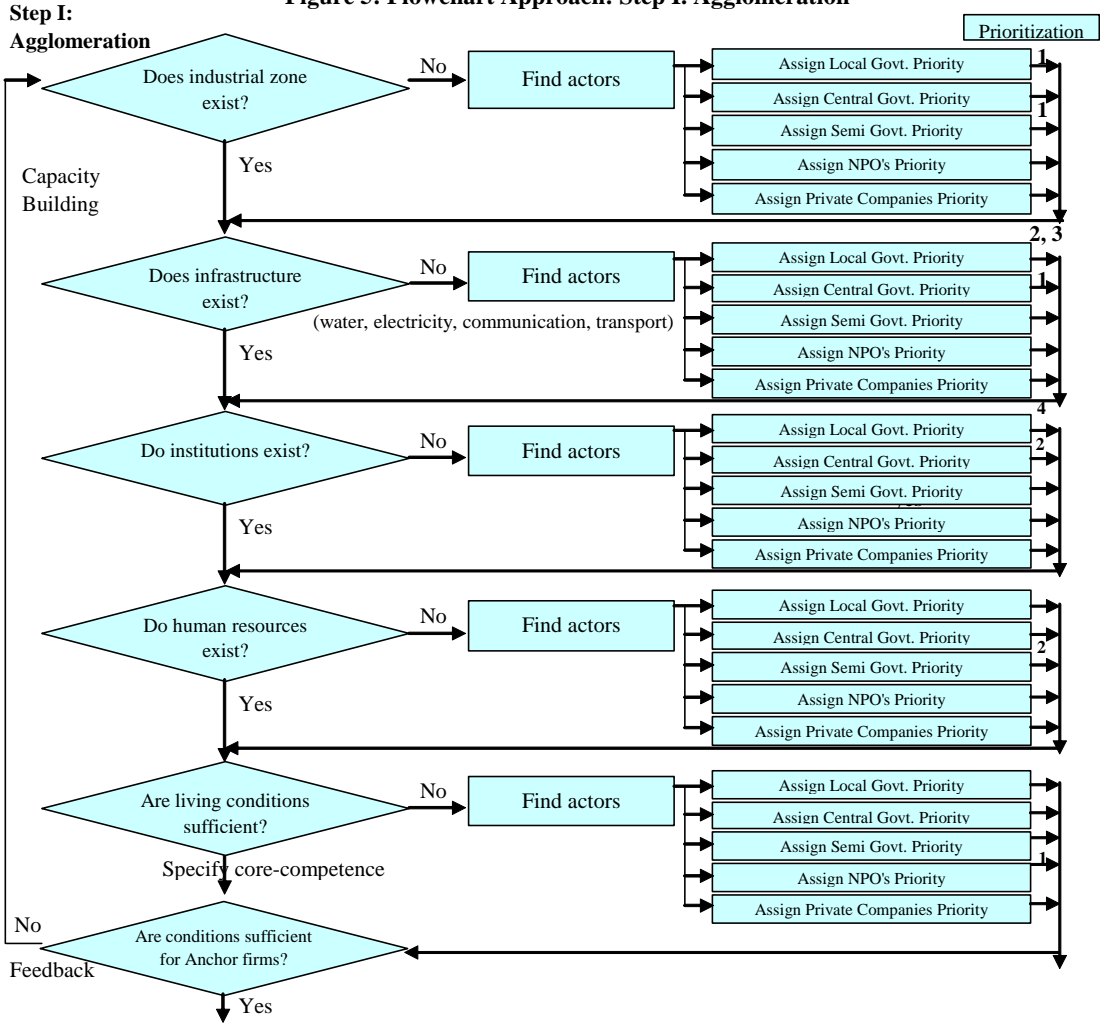 Figure 5: Flowchart Approach: Step I. Agglomeration
Step I:
Agglomeration
Prioritization
Does industrial zone
exist?
No
Find actors
Assign Local Govt. Priority
1
Assign Central Govt. Priority
1
Assign Semi Govt. Priority
Assign NPO's Priority
Assign Private Companies Priority
Yes
Capacity
Building
2, 3
Does infrastructure
exist?
No
Find actors
(water, electricity, communication, transport)
Assign Local Govt. Priority
Assign Central Govt. Priority
1
Assign Semi Govt. Priority
Assign NPO's Priority
Assign Private Companies Priority
Yes
4
Do institutions exist?
No
Find actors
Assign Local Govt. Priority
2
Assign Central Govt. Priority
Assign Semi Govt. Priority
Assign NPO's Priority
Assign Private Companies Priority
Yes
Do human resources
exist?
No
Find actors
Assign Local Govt. Priority
Assign Central Govt. Priority
2
Assign Semi Govt. Priority
Assign NPO's Priority
Assign Private Companies Priority
Yes
Are living conditions
sufficient?
No
Find actors
Assign Local Govt. Priority
Assign Central Govt. Priority
Assign Semi Govt. Priority
1
Assign NPO's Priority
Assign Private Companies Priority
Specify core-competence
Are conditions sufficient
for Anchor firms?
No
Feedback
Yes